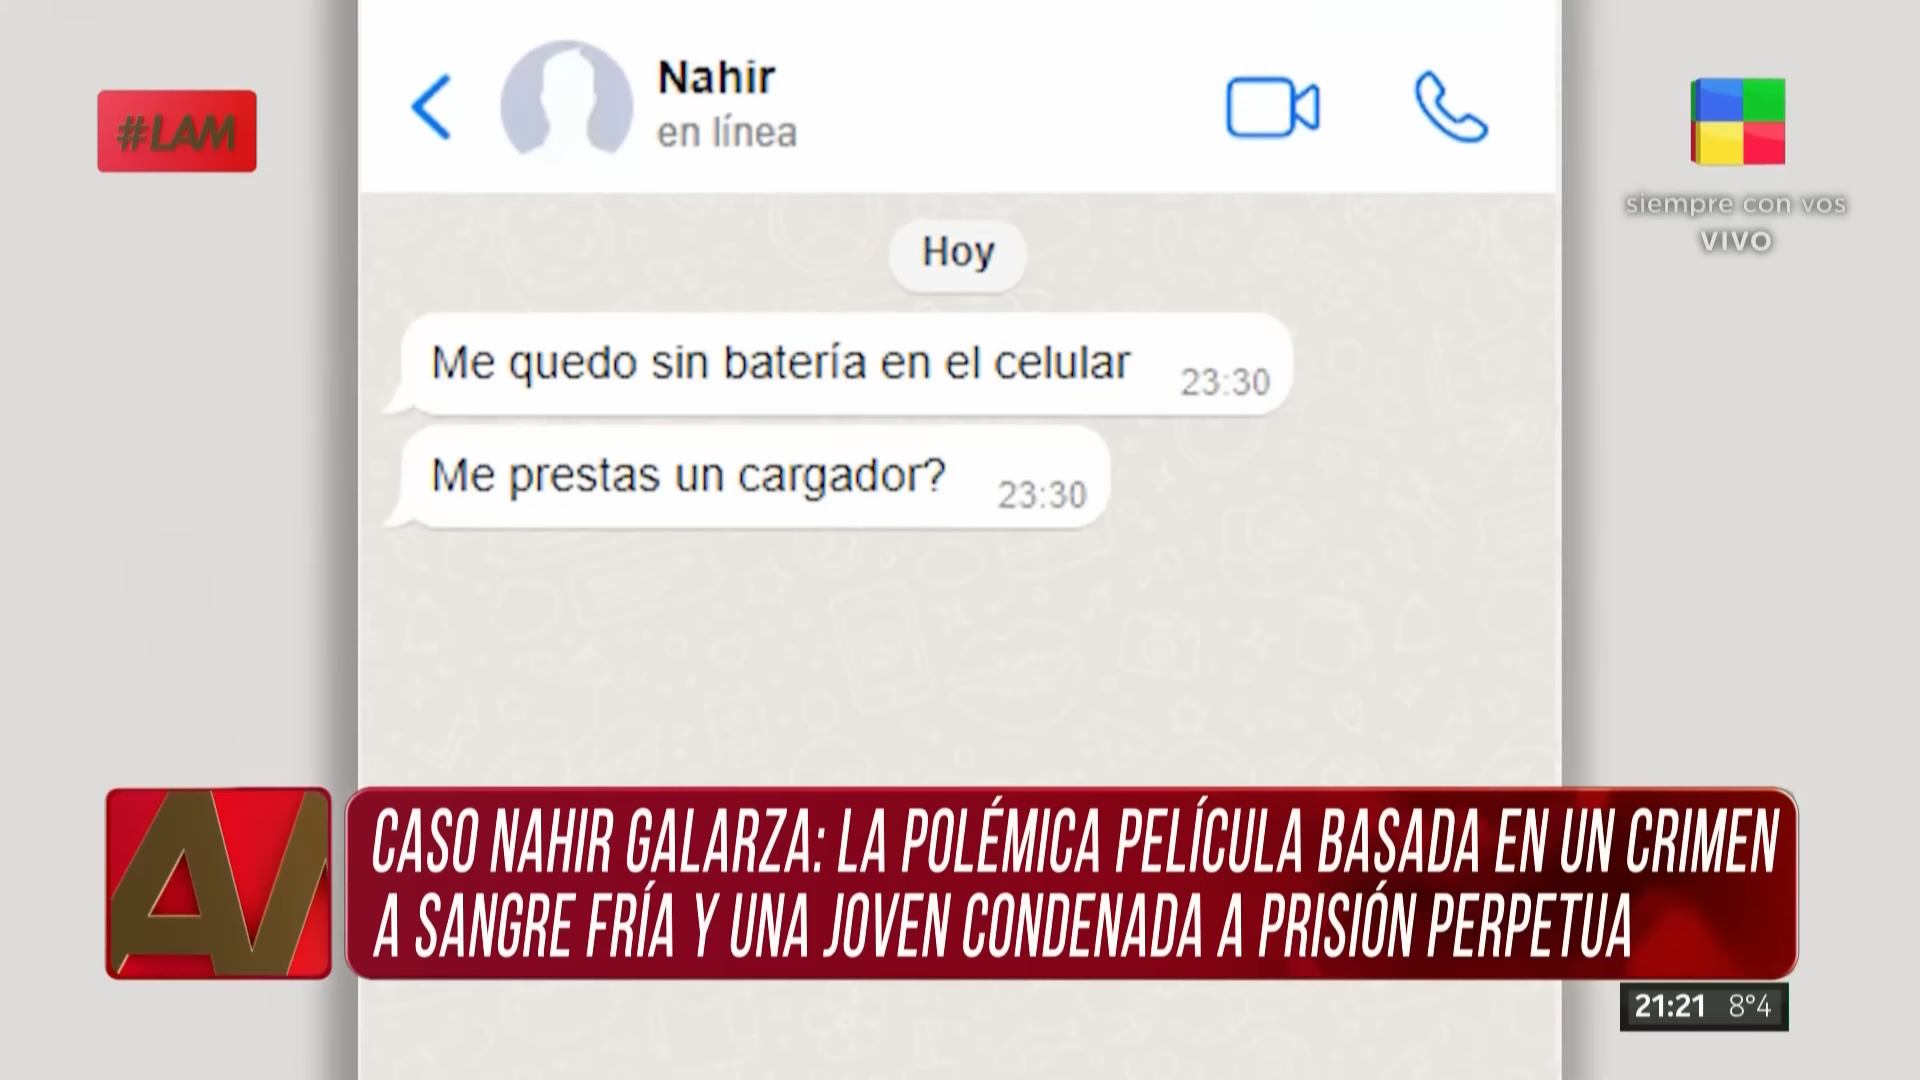 #LAM
Nahir
en línea
siempre con vos
VIVO
Hoy
Me quedo sin batería en el celular 23:30
Me prestas un cargador? 23:30
CASO NAHIR GALARZA: LA POLÉMICA PELÍCULA BASADA EN UN CRIMEN
A SANGRE FRÍA Y UNA JOVEN CONDENADA A PRISIÓN PERPETUA
21:21 8°4